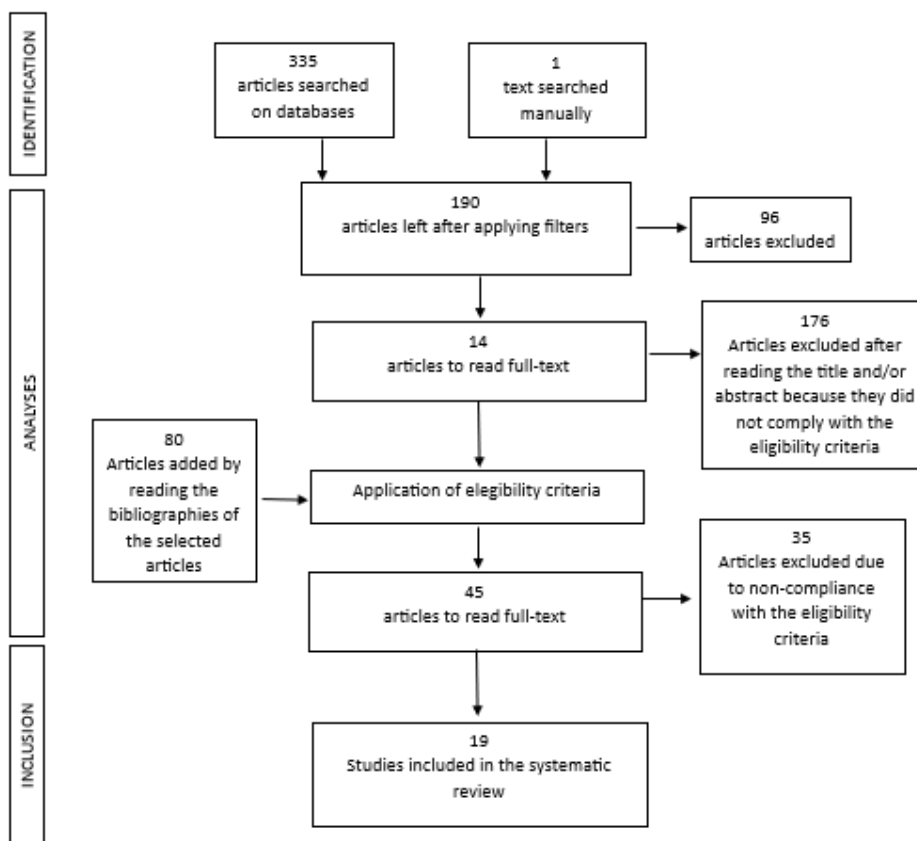 IDENTIFICATION
335
articles searched
on databases
1
text searched
manually
ANALYSES
190
articles left after applying filters
96
articles excluded
14
articles to read full-text
176
Articles excluded after
reading the title and/or
abstract because they did
not comply with the
eligibility criteria
80
Articles added by
reading the
bibliographies of
the selected
articles
Application of elegibility criteria
45
articles to read full-text
35
Articles excluded due
to non-compliance
with the eligibility
criteria
INCLUSION
19
Studies included in the systematic
review